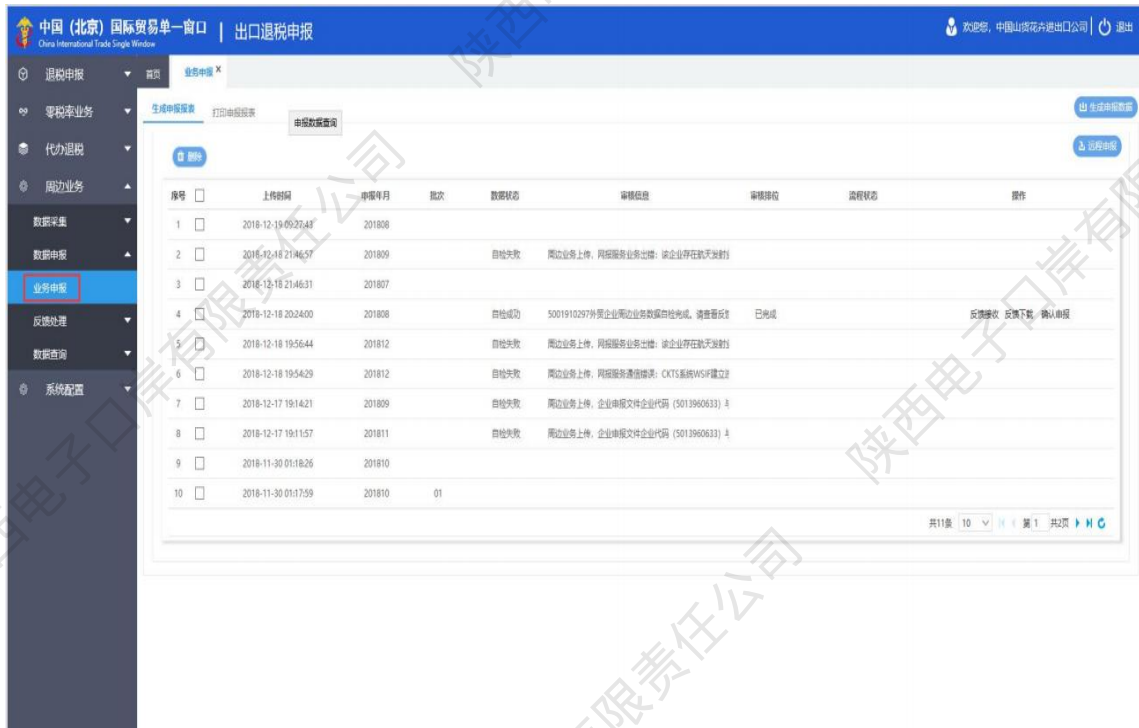 中国（北京）国际贸易单一窗口 | 出口退税申报
China International Trade Single Window
欢迎您，中国山货花卉进出口公司 | 退出
退税申报
零税率业务
代办退税
周边业务
数据采集
数据申报
业务申报
反馈处理
数据查询
系统配置
首页 业务申报 X
生成申报报表 打印申报报表
申报数据查询
生成申报数据
远程申报
删除
序号 上传时间 申报年月 批次 数据状态 审核信息 审核排位 流程状态 操作
1 2018-12-19 09:27:43 201808
2 2018-12-18 21:46:57 201809 自检失败 周边业务上传，网报服务业务出错：该企业存在航天发射
3 2018-12-18 21:46:31 201807
4 2018-12-18 20:24:00 201808 自检成功 5001910297外贸企业周边业务数据自检完成。请查看反 已完成 反馈接收 反馈下载 确认申报
5 2018-12-18 19:56:44 201812 自检失败 周边业务上传，网报服务业务出错：该企业存在航天发射
6 2018-12-18 19:54:29 201812 自检失败 周边业务上传，网报服务通信错误：CKTS系统WSIF建立
7 2018-12-17 19:14:21 201809 自检失败 周边业务上传，企业申报文件企业代码（5013960633）
8 2018-12-17 19:11:57 201811 自检失败 周边业务上传，企业申报文件企业代码（5013960633）
9 2018-11-30 01:18:26 201810
10 2018-11-30 01:17:59 201810 01
共11条 10 第 1 共2页
陕西电子口岸有限责任公司